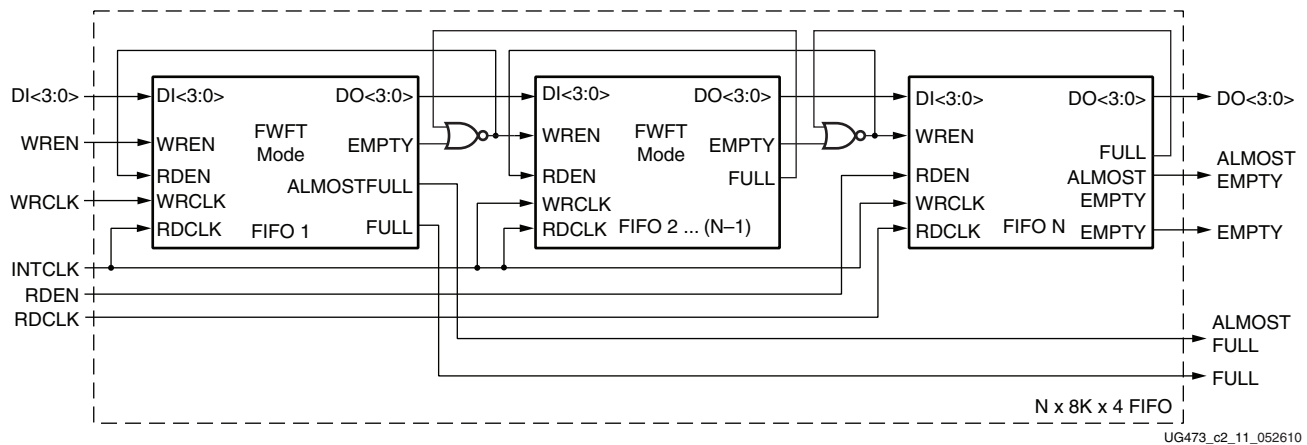 DI<3:0>
WREN
WRCLK
INTCLK
RDEN
RDCLK
DI<3:0>
DO<3:0>
FWFT
Mode
WREN
EMPTY
RDEN
ALMOSTFULL
WRCLK
FULL
RDCLK
FIFO 1
DI<3:0>
DO<3:0>
FWFT
Mode
WREN
EMPTY
RDEN
FULL
WRCLK
RDCLK
FIFO 2 ... (N–1)
DI<3:0>
DO<3:0>
WREN
FULL
RDEN
ALMOST
EMPTY
WRCLK
RDCLK
FIFO N
EMPTY
DO<3:0>
ALMOST
EMPTY
EMPTY
ALMOST
FULL
FULL
N x 8K x 4 FIFO
UG473_c2_11_052610